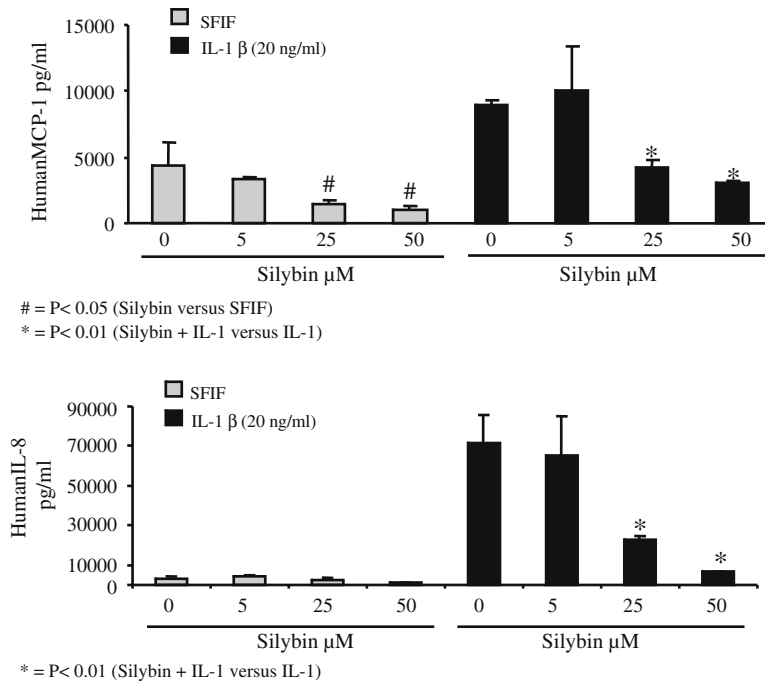 15000
10000
5000
0
HumanMCP-1 pg/ml
SFIF
IL-1 β (20 ng/ml)
#
#
*
*
0 5 25 50 0 5 25 50
Silybin μM Silybin μM
# = P< 0.05 (Silybin versus SFIF)
* = P< 0.01 (Silybin + IL-1 versus IL-1)
SFIF
IL-1 β (20 ng/ml)
90000
70000
50000
30000
10000
0
HumanIL-8
pg/ml
*
*
0 5 25 50 0 5 25 50
Silybin μM Silybin μM
* = P< 0.01 (Silybin + IL-1 versus IL-1)